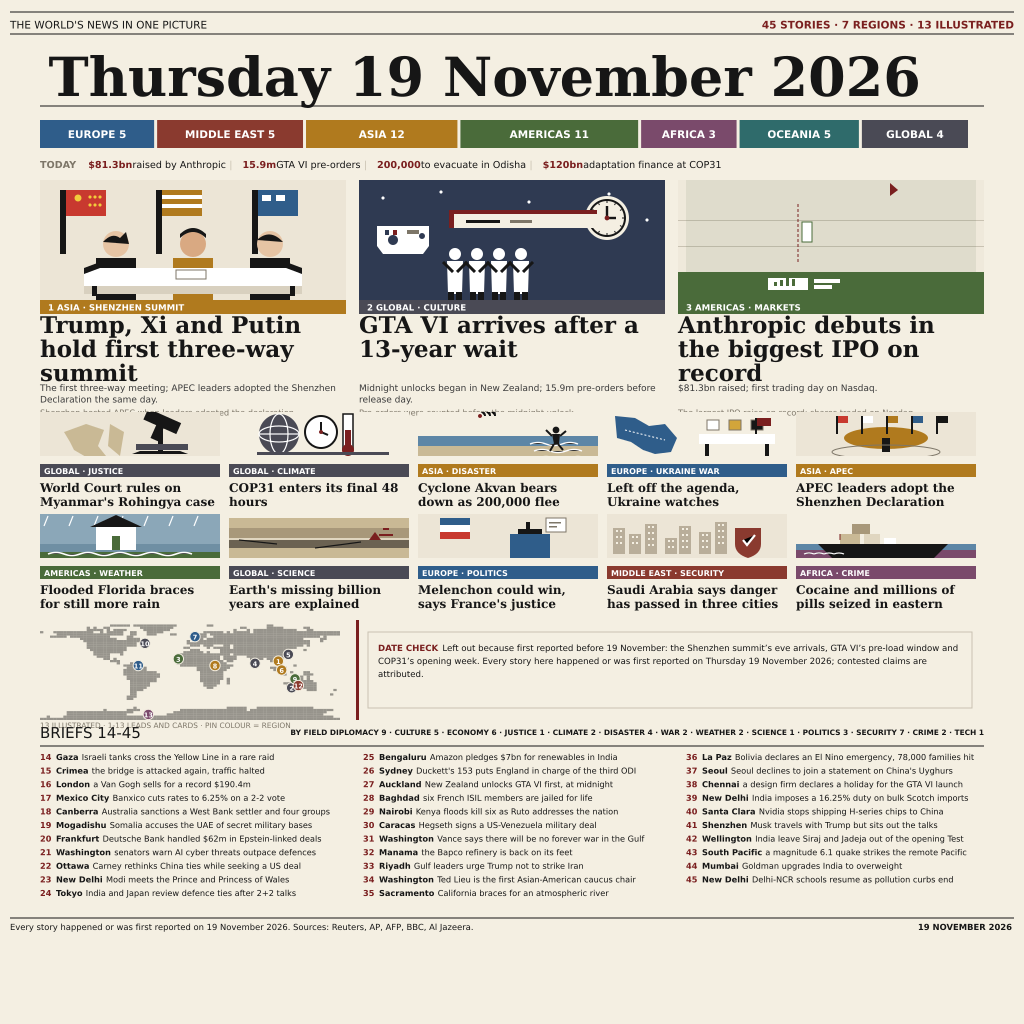 THE WORLD'S NEWS IN ONE PICTURE
45 STORIES · 7 REGIONS · 13 ILLUSTRATED
Thursday 19 November 2026
EUROPE 5
MIDDLE EAST 5
ASIA 12
AMERICAS 11
AFRICA 3
OCEANIA 5
GLOBAL 4
TODAY $81.3bnraised by Anthropic | 15.9mGTA VI pre-orders | 200,000to evacuate in Odisha | $120bnadaptation finance at COP31
1 ASIA · SHENZHEN SUMMIT
Trump, Xi and Putin
hold first three-way
summit
The first three-way meeting; APEC leaders adopted the Shenzhen
Declaration the same day.
2 GLOBAL · CULTURE
GTA VI arrives after a
13-year wait
Midnight unlocks began in New Zealand; 15.9m pre-orders before
release day.
3 AMERICAS · MARKETS
Anthropic debuts in
the biggest IPO on
record
$81.3bn raised; first trading day on Nasdaq.
GLOBAL · JUSTICE
World Court rules on
Myanmar's Rohingya case
GLOBAL · CLIMATE
COP31 enters its final 48
hours
ASIA · DISASTER
Cyclone Akvan bears
down as 200,000 flee
EUROPE · UKRAINE WAR
Left off the agenda,
Ukraine watches
ASIA · APEC
APEC leaders adopt the
Shenzhen Declaration
AMERICAS · WEATHER
Flooded Florida braces
for still more rain
GLOBAL · SCIENCE
Earth's missing billion
years are explained
EUROPE · POLITICS
Melenchon could win,
says France's justice
MIDDLE EAST · SECURITY
Saudi Arabia says danger
has passed in three cities
AFRICA · CRIME
Cocaine and millions of
pills seized in eastern
10
7
3
11
8
4
5
1
6
9
2
12
13
13 ILLUSTRATED · 1-13 LEADS AND CARDS · PIN COLOUR = REGION
DATE CHECK Left out because first reported before 19 November: the Shenzhen summit's eve arrivals, GTA VI's pre-load window and
COP31's opening week. Every story here happened or was first reported on Thursday 19 November 2026; contested claims are
attributed.
BRIEFS 14-45
BY FIELD DIPLOMACY 9 · CULTURE 5 · ECONOMY 6 · JUSTICE 1 · CLIMATE 2 · DISASTER 4 · WAR 2 · WEATHER 2 · SCIENCE 1 · POLITICS 3 · SECURITY 7 · CRIME 2 · TECH 1
14 Gaza Israeli tanks cross the Yellow Line in a rare raid
15 Crimea the bridge is attacked again, traffic halted
16 London a Van Gogh sells for a record $190.4m
17 Mexico City Banxico cuts rates to 6.25% on a 2-2 vote
18 Canberra Australia sanctions a West Bank settler and four groups
19 Mogadishu Somalia accuses the UAE of secret military bases
20 Frankfurt Deutsche Bank handled $62m in Epstein-linked deals
21 Washington senators warn AI cyber threats outpace defences
22 Ottawa Carney rethinks China ties while seeking a US deal
23 New Delhi Modi meets the Prince and Princess of Wales
24 Tokyo India and Japan review defence ties after 2+2 talks
25 Bengaluru Amazon pledges $7bn for renewables in India
26 Sydney Duckett's 153 puts England in charge of the third ODI
27 Auckland New Zealand unlocks GTA VI first, at midnight
28 Baghdad six French ISIL members are jailed for life
29 Nairobi Kenya floods kill six as Ruto addresses the nation
30 Caracas Hegseth signs a US-Venezuela military deal
31 Washington Vance says there will be no forever war in the Gulf
32 Manama the Bapco refinery is back on its feet
33 Riyadh Gulf leaders urge Trump not to strike Iran
34 Washington Ted Lieu is the first Asian-American caucus chair
35 Sacramento California braces for an atmospheric river
36 La Paz Bolivia declares an El Nino emergency, 78,000 families hit
37 Seoul Seoul declines to join a statement on China's Uyghurs
38 Chennai a design firm declares a holiday for the GTA VI launch
39 New Delhi India imposes a 16.25% duty on bulk Scotch imports
40 Santa Clara Nvidia stops shipping H-series chips to China
41 Shenzhen Musk travels with Trump but sits out the talks
42 Wellington India leave Siraj and Jadeja out of the opening Test
43 South Pacific a magnitude 6.1 quake strikes the remote Pacific
44 Mumbai Goldman upgrades India to overweight
45 New Delhi Delhi-NCR schools resume as pollution curbs end
Every story happened or was first reported on 19 November 2026. Sources: Reuters, AP, AFP, BBC, Al Jazeera.
19 NOVEMBER 2026